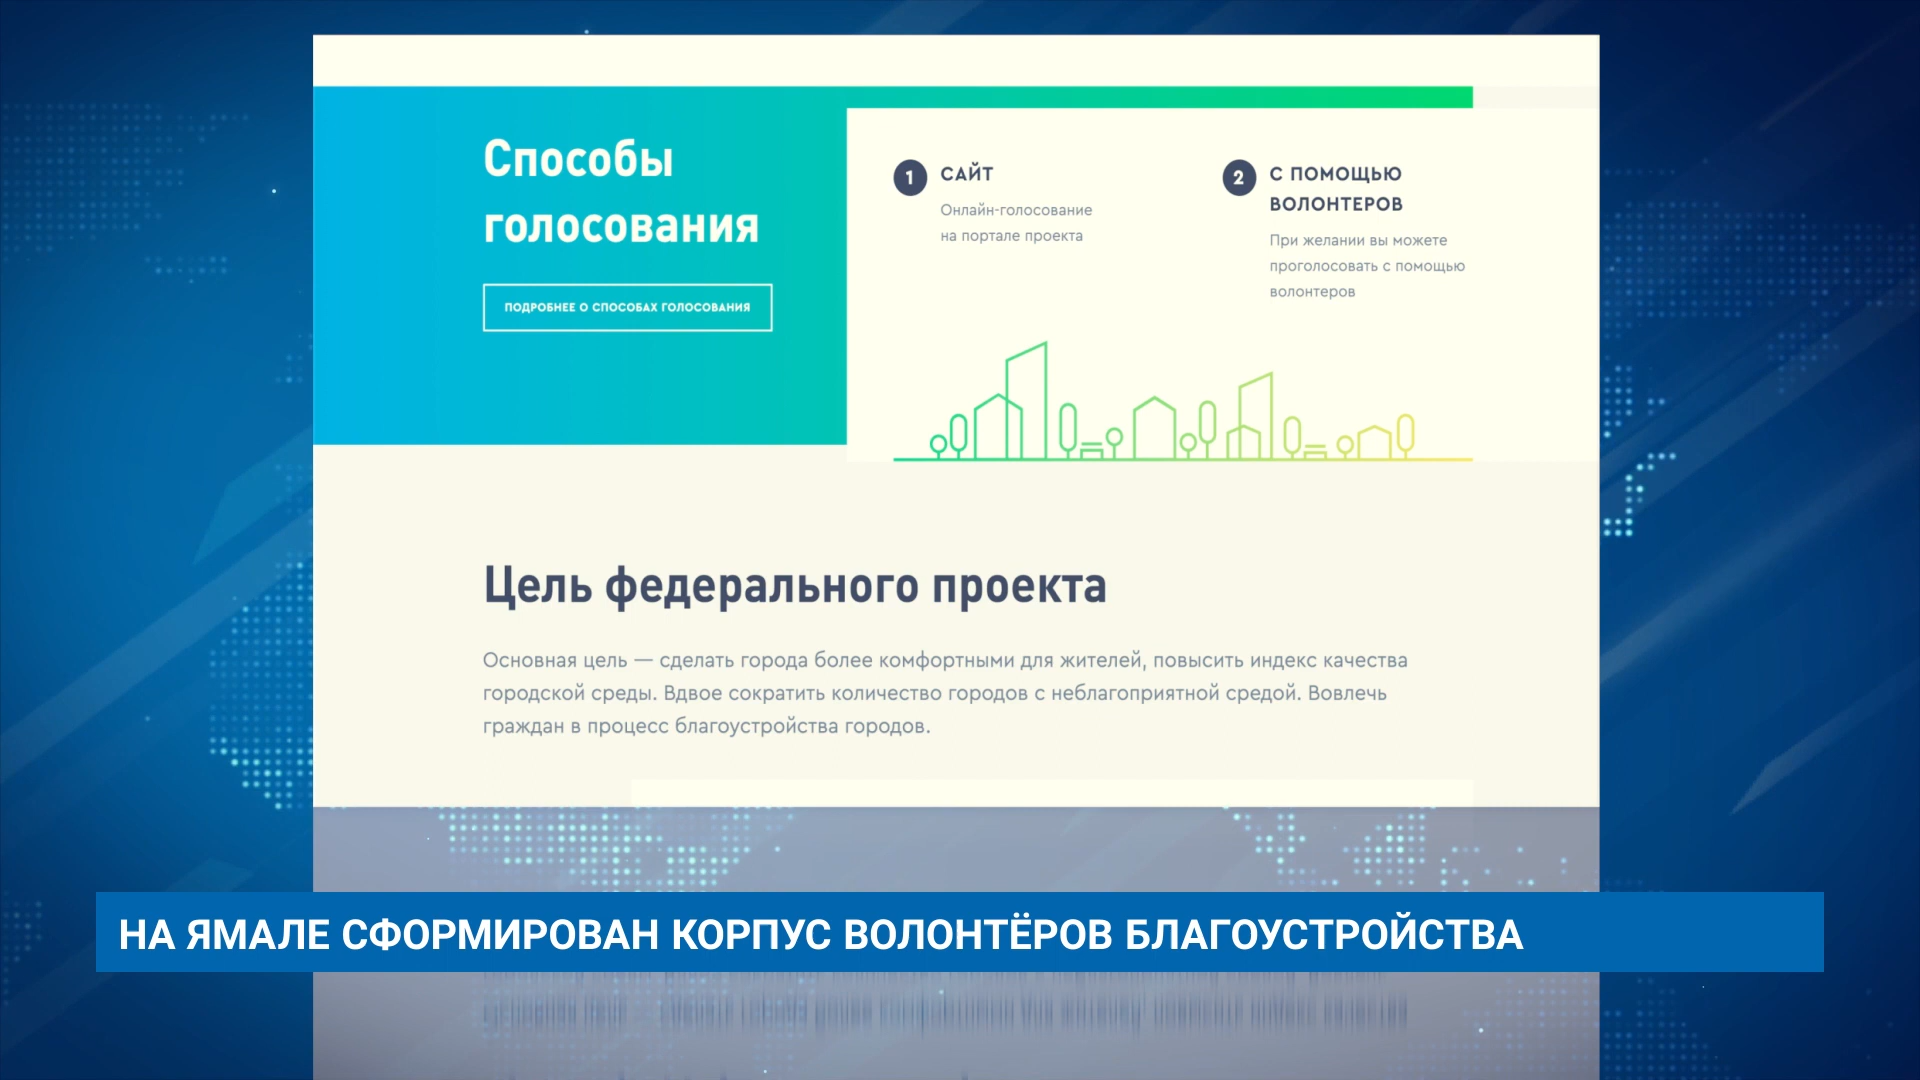 Способы
голосования
ПОДРОБНЕЕ О СПОСОБАХ ГОЛОСОВАНИЯ
1 САЙТ
Онлайн-голосование
на портале проекта
2 С ПОМОЩЬЮ
ВОЛОНТЕРОВ
При желании вы можете
проголосовать с помощью
волонтеров
Цель федерального проекта
Основная цель — сделать города более комфортными для жителей, повысить индекс качества
городской среды. Вдвое сократить количество городов с неблагоприятной средой. Вовлечь
граждан в процесс благоустройства городов.
НА ЯМАЛЕ СФОРМИРОВАН КОРПУС ВОЛОНТЁРОВ БЛАГОУСТРОЙСТВА